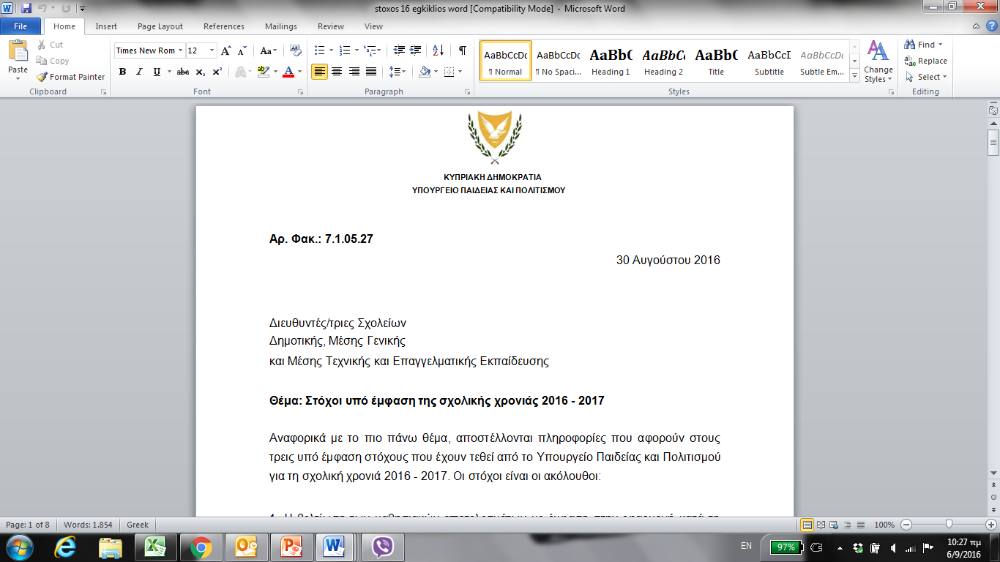 stoxos 16 egkiklios word [Compatibility Mode] - Microsoft Word
File Home Insert Page Layout References Mailings Review View
Paste
Cut
Copy
Format Painter
Clipboard
Times New Rom 12
Font
Paragraph
AaBbCcDc AaBbCcDc AaBbC AaBbCc AaBbC AaBbCcI AaBbCcDc
¶ Normal ¶ No Spaci... Heading 1 Heading 2 Title Subtitle Subtle Em...
Styles
Change Styles
Find
Replace
Select
Editing
ΚΥΠΡΙΑΚΗ ΔΗΜΟΚΡΑΤΙΑ
ΥΠΟΥΡΓΕΙΟ ΠΑΙΔΕΙΑΣ ΚΑΙ ΠΟΛΙΤΙΣΜΟΥ
Αρ. Φακ.: 7.1.05.27
30 Αυγούστου 2016
Διευθυντές/τριες Σχολείων
Δημοτικής, Μέσης Γενικής
και Μέσης Τεχνικής και Επαγγελματικής Εκπαίδευσης
Θέμα: Στόχοι υπό έμφαση της σχολικής χρονιάς 2016 - 2017
Αναφορικά με το πιο πάνω θέμα, αποστέλλονται πληροφορίες που αφορούν στους
τρεις υπό έμφαση στόχους που έχουν τεθεί από το Υπουργείο Παιδείας και Πολιτισμού
για τη σχολική χρονιά 2016 - 2017. Οι στόχοι είναι οι ακόλουθοι:
Page: 1 of 8 Words: 1.854 Greek 100%
EN 97% 10:27 πμ
6/9/2016